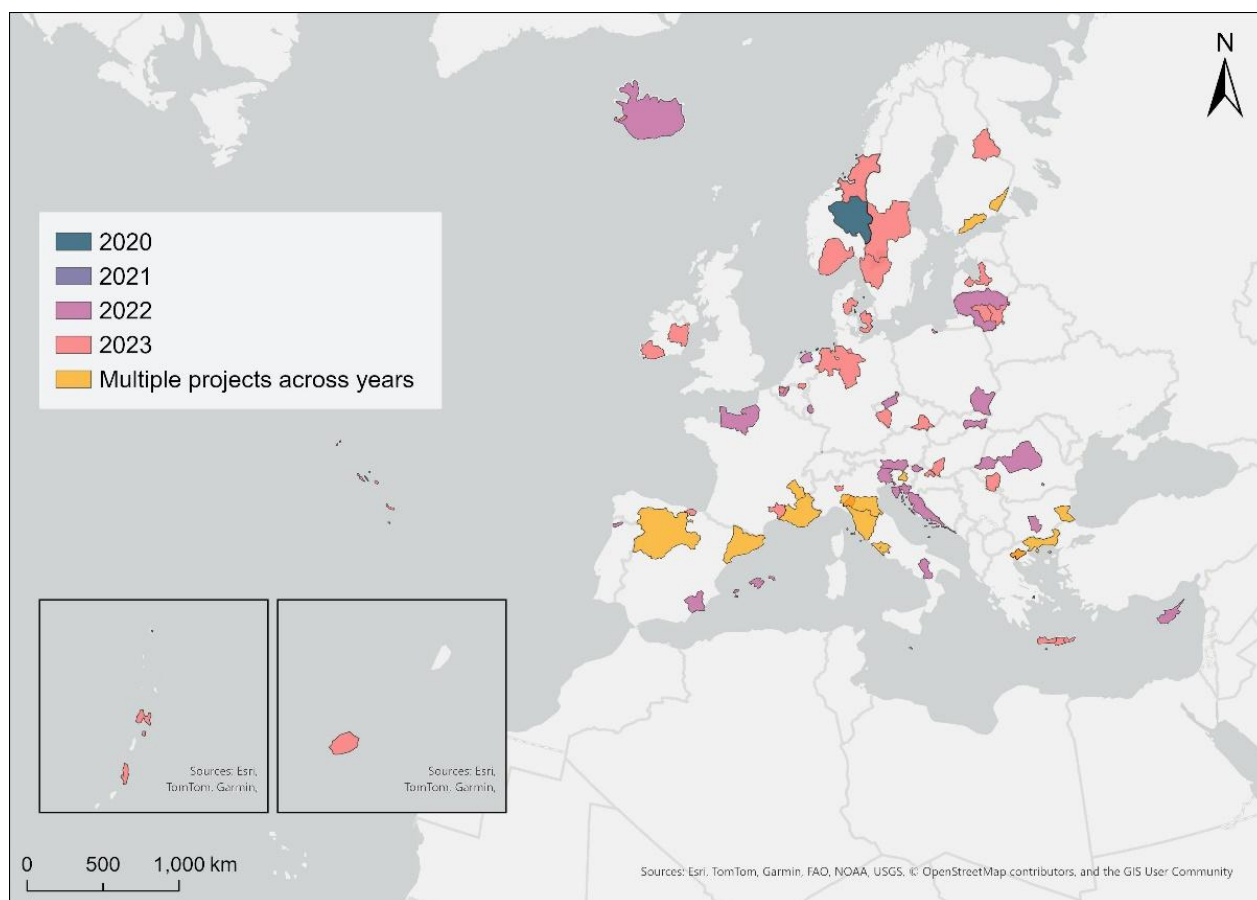 N
2020
2021
2022
2023
Multiple projects across years
Sources: Esri,
TomTom, Garmin,
Sources: Esri,
TomTom, Garmin,
0 500 1,000 km
Sources: Esri, TomTom, Garmin, FAO, NOAA, USGS, © OpenStreetMap contributors, and the GIS User Community